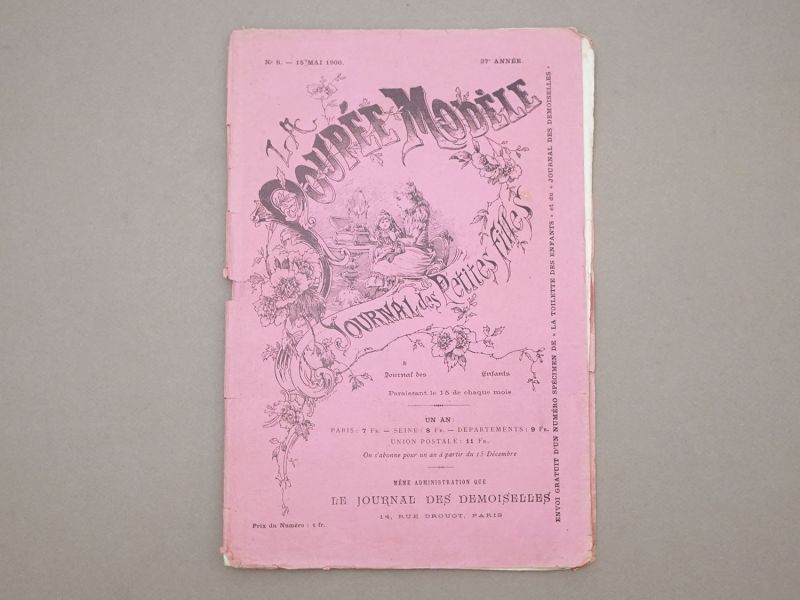 No 6. — 15 MAI 1900.
37e ANNÉE.
LA
POUPÉE MODÈLE
JOURNAL des Petites filles
&
Journal des Enfants
Paraissant le 15 de chaque mois
UN AN :
PARIS : 7 Fr. — SEINE : 8 Fr. — DÉPARTEMENTS : 9 Fr.
UNION POSTALE : 11 Fr.
On s'abonne pour un an à partir du 15 Décembre
MÊME ADMINISTRATION QUE
LE JOURNAL DES DEMOISELLES
14, RUE DROUOT, PARIS
Prix du Numéro : 1 fr.
ENVOI GRATUIT D'UN NUMÉRO SPÉCIMEN DE « LA TOILETTE DES ENFANTS » et du « JOURNAL DES DEMOISELLES »